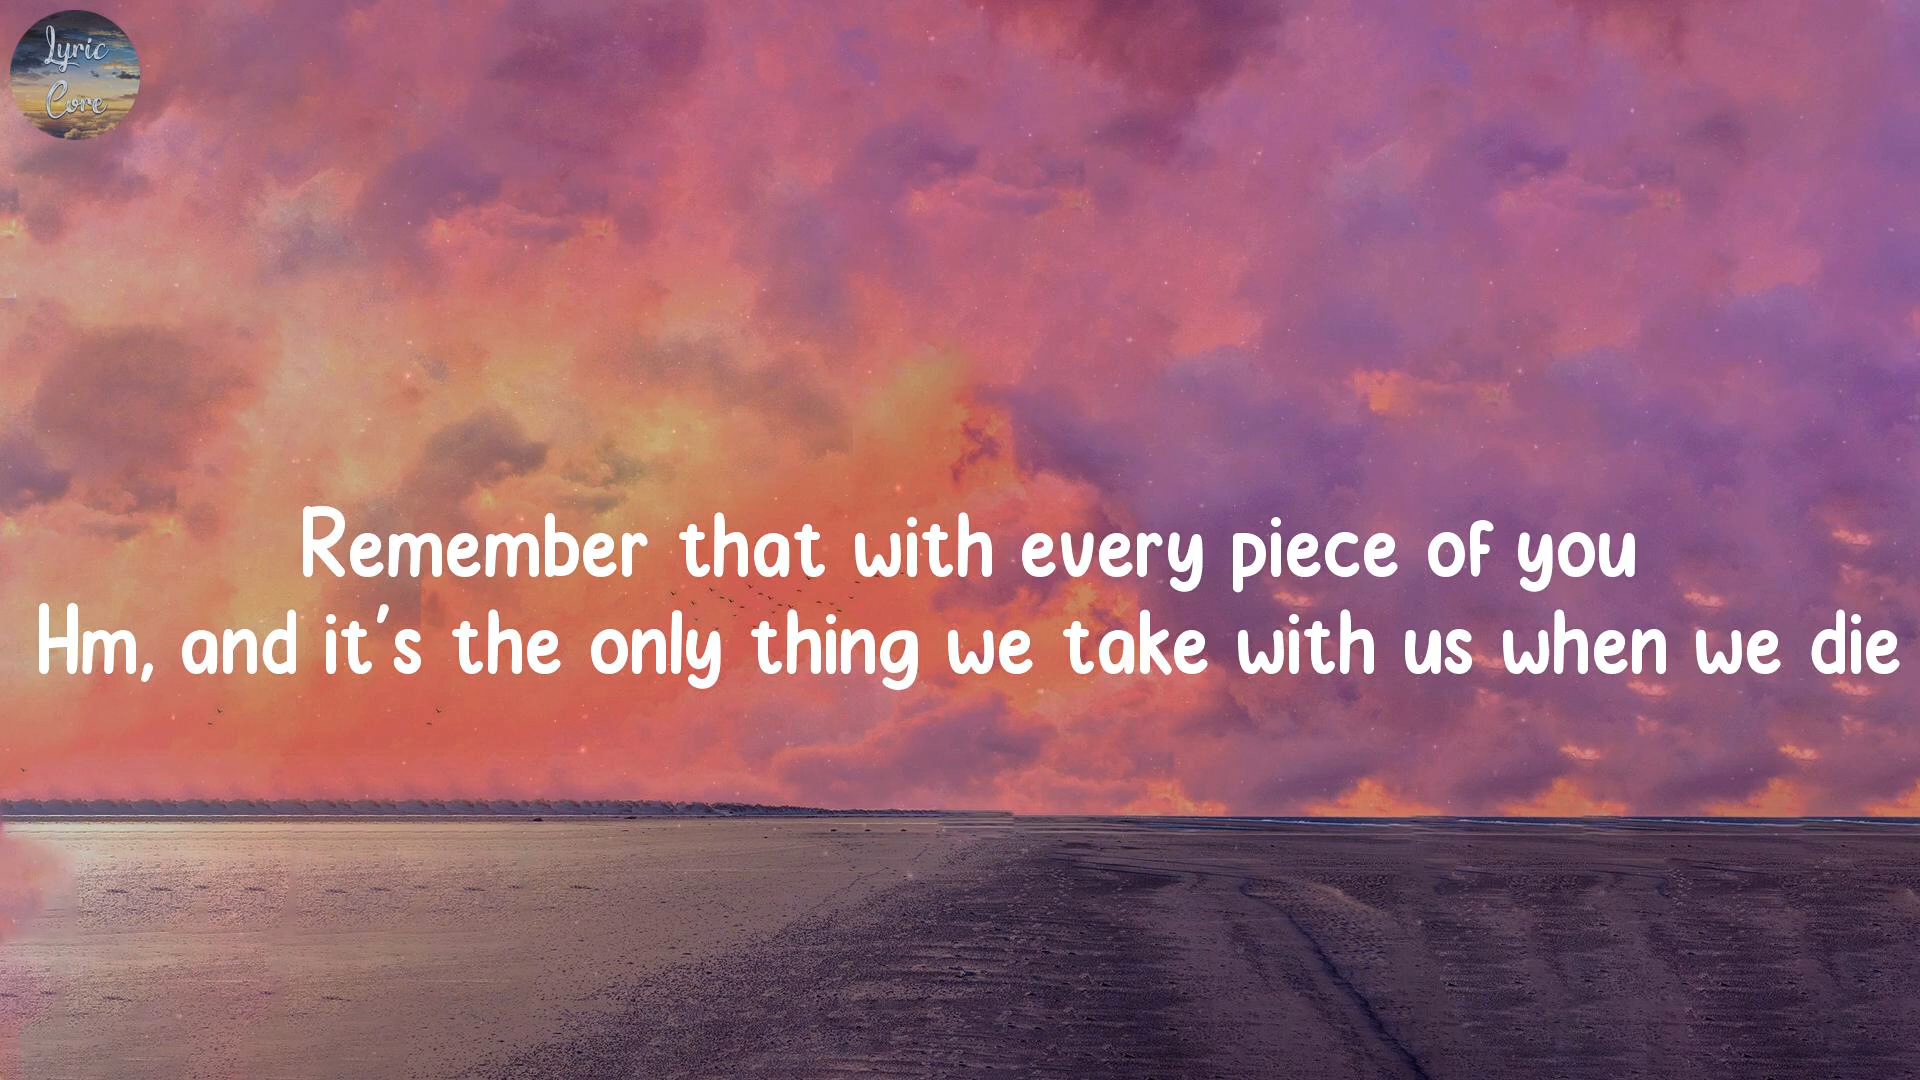 Lyric
Core
Remember that with every piece of you
Hm, and it's the only thing we take with us when we die